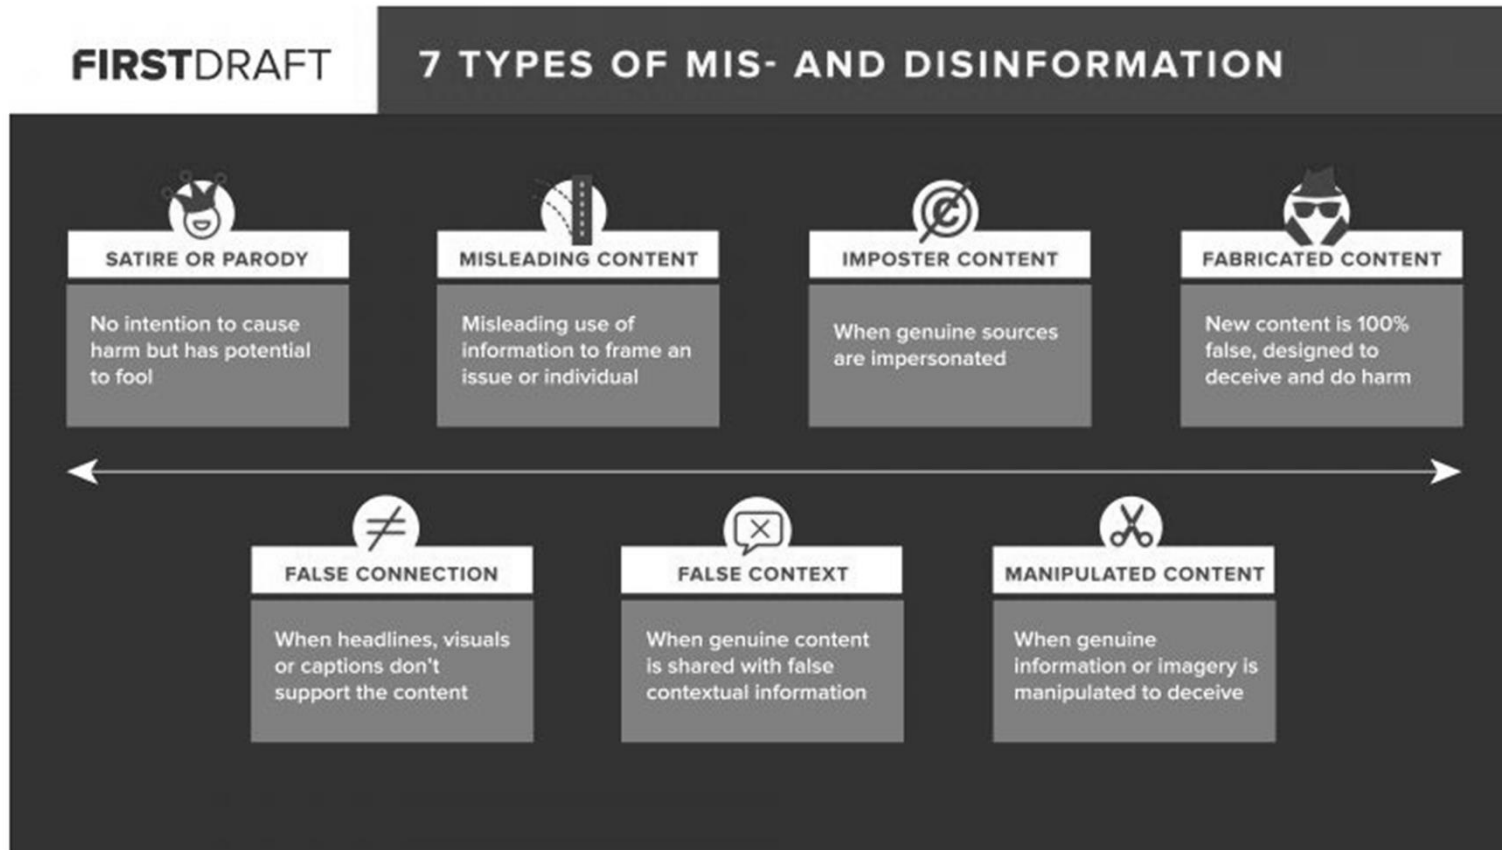 FIRSTDRAFT
7 TYPES OF MIS- AND DISINFORMATION
SATIRE OR PARODY
No intention to cause
harm but has potential
to fool
MISLEADING CONTENT
Misleading use of
information to frame an
issue or individual
IMPOSTER CONTENT
When genuine sources
are impersonated
FABRICATED CONTENT
New content is 100%
false, designed to
deceive and do harm
FALSE CONNECTION
When headlines, visuals
or captions don't
support the content
FALSE CONTEXT
When genuine content
is shared with false
contextual information
MANIPULATED CONTENT
When genuine
information or imagery is
manipulated to deceive